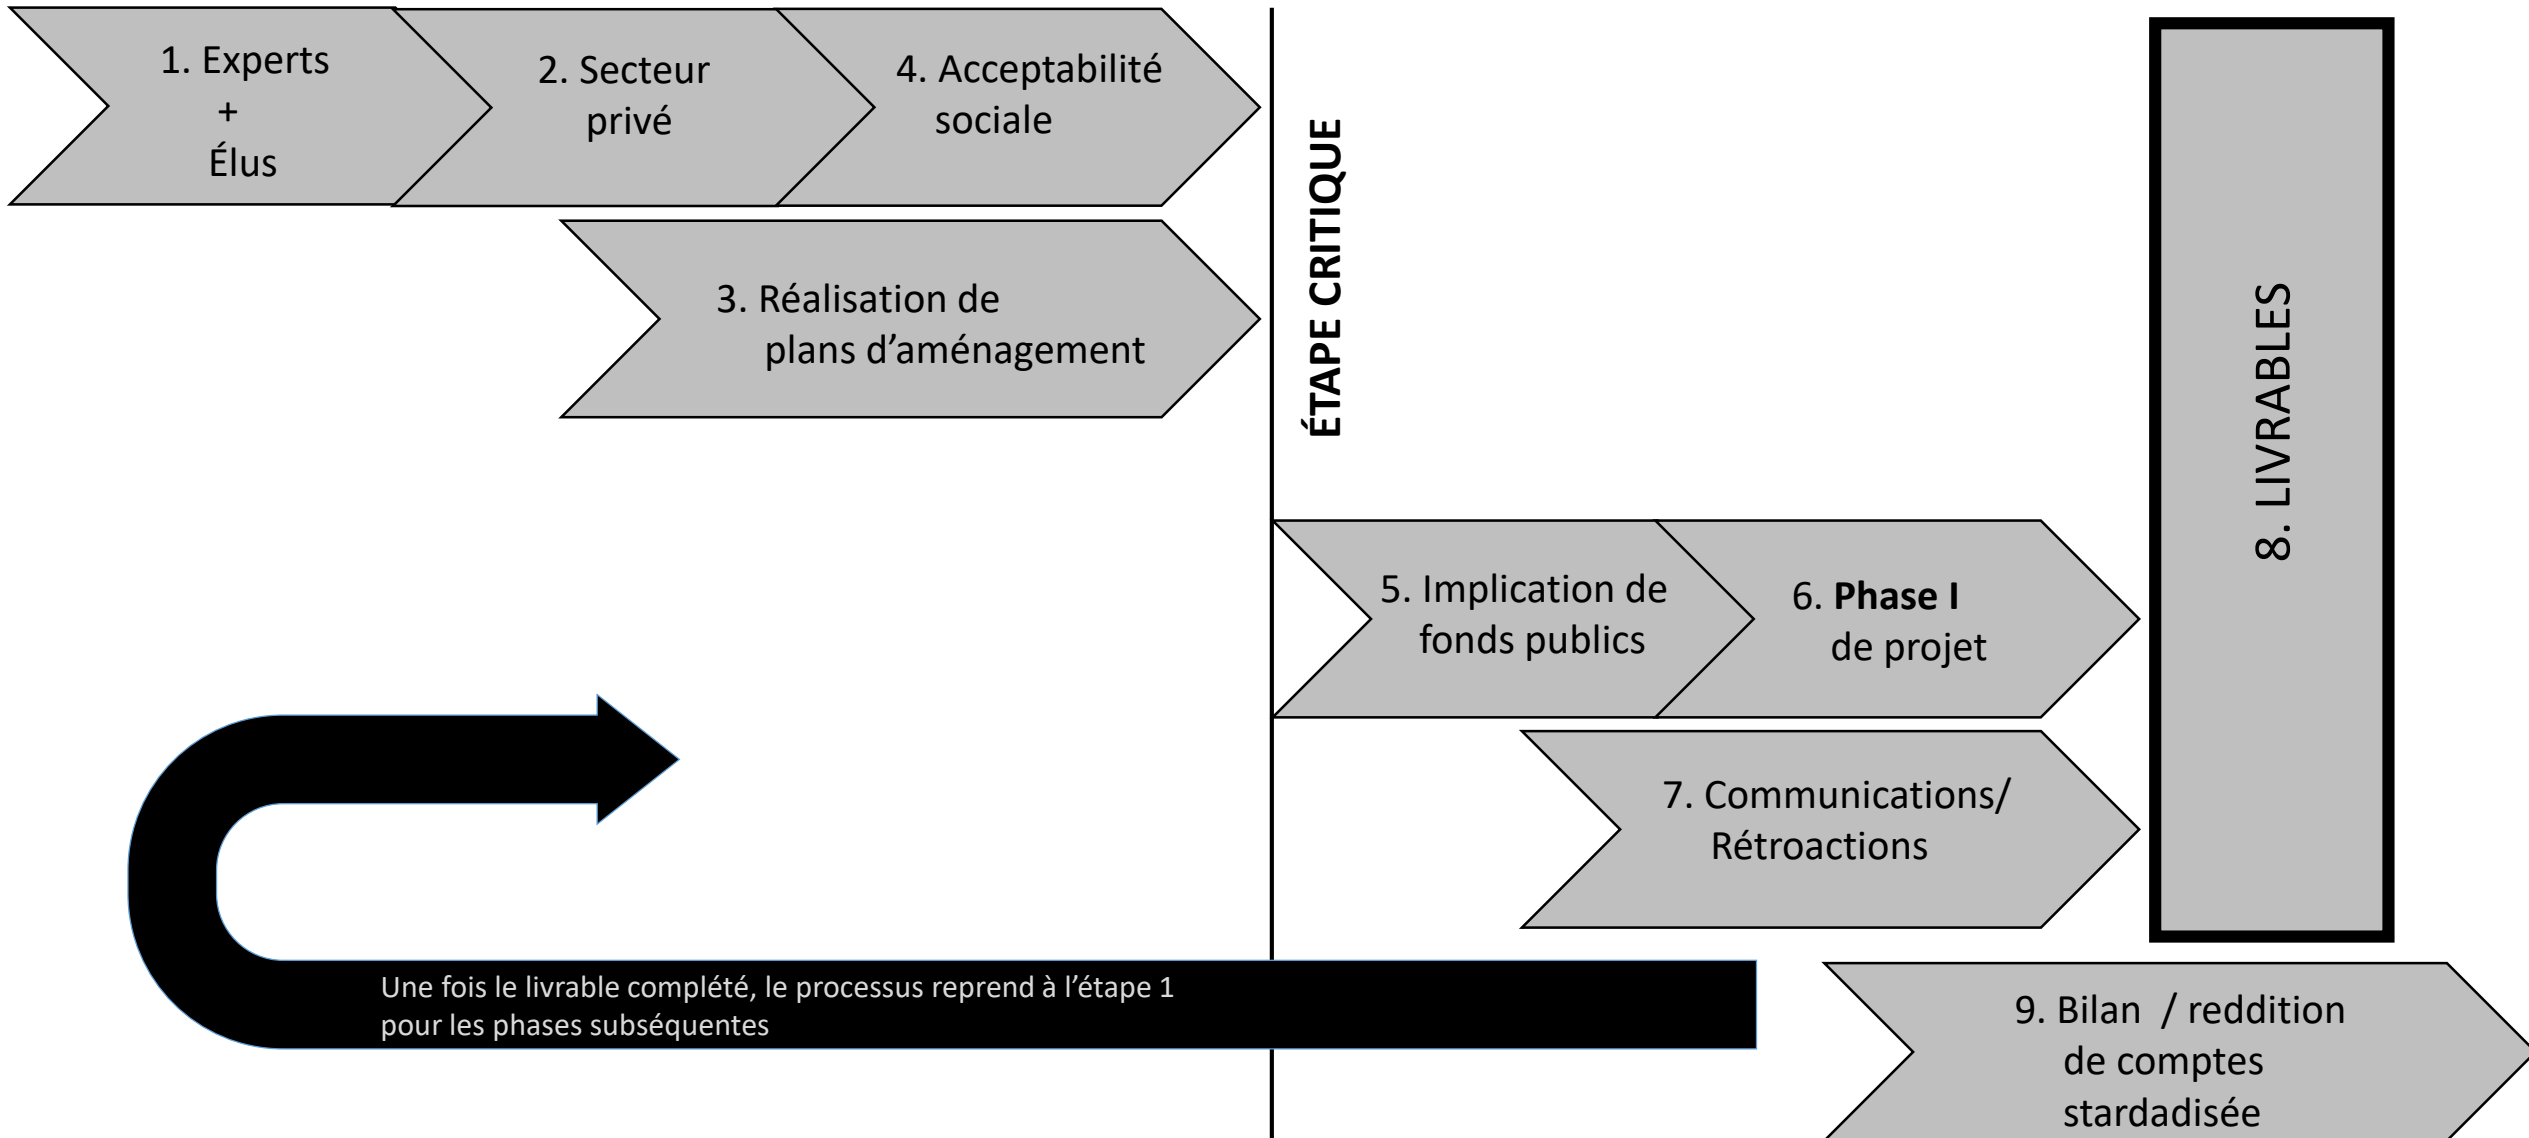 1. Experts
+
Élus
2. Secteur
privé
4. Acceptabilité
sociale
3. Réalisation de
plans d’aménagement
ÉTAPE CRITIQUE
5. Implication de
fonds publics
6. Phase I
de projet
7. Communications/
Rétroactions
8. LIVRABLES
Une fois le livrable complété, le processus reprend à l’étape 1
pour les phases subséquentes
9. Bilan / reddition
de comptes
stardadisée